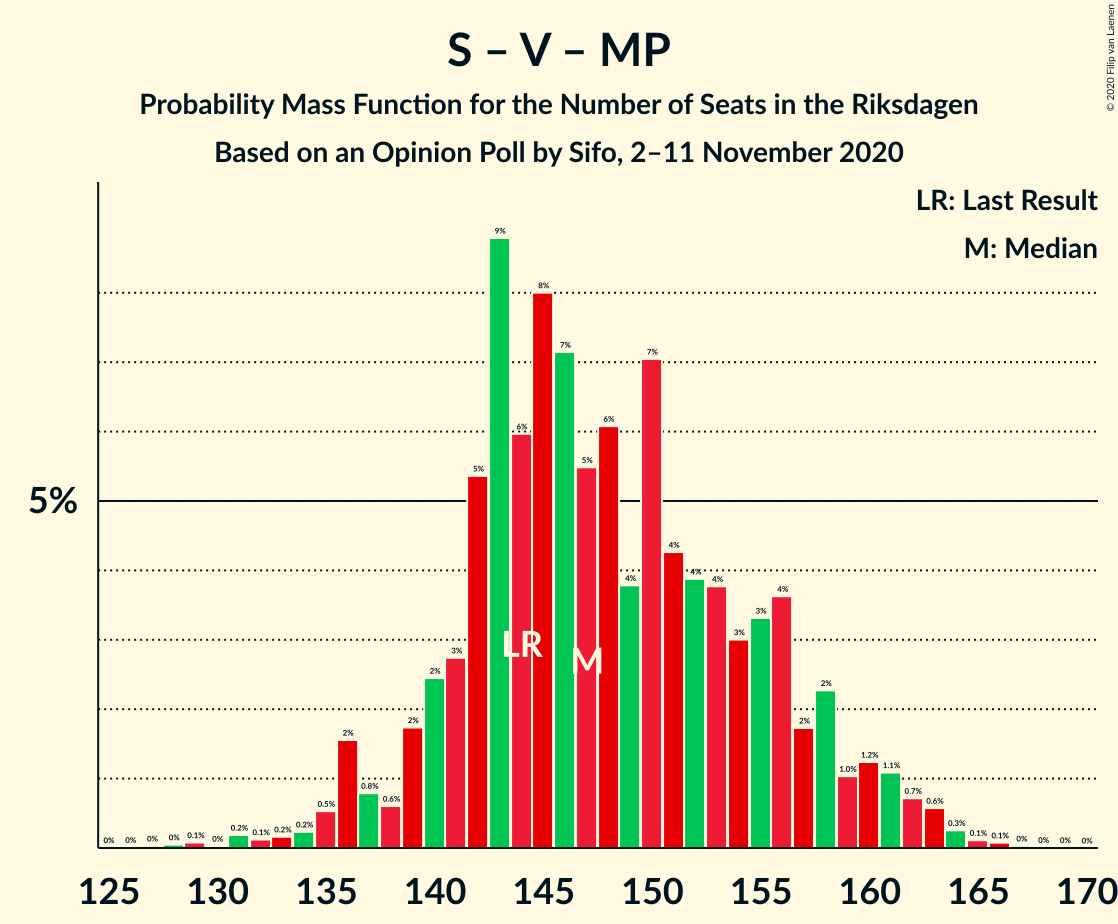 S – V – MP
Probability Mass Function for the Number of Seats in the Riksdagen
Based on an Opinion Poll by Sifo, 2–11 November 2020
© 2020 Filip van Laenen
LR: Last Result
M: Median
5%
0% 0% 0% 0% 0.1% 0% 0.2% 0.1% 0.2% 0.2% 0.5% 2% 0.8% 0.6% 2% 2% 3% 5% 9% 6% 8% 7% 5% 6% 4% 7% 4% 4% 4% 3% 3% 4% 2% 2% 1.0% 1.2% 1.1% 0.7% 0.6% 0.3% 0.1% 0.1% 0% 0% 0% 0%
LR M
125 130 135 140 145 150 155 160 165 170